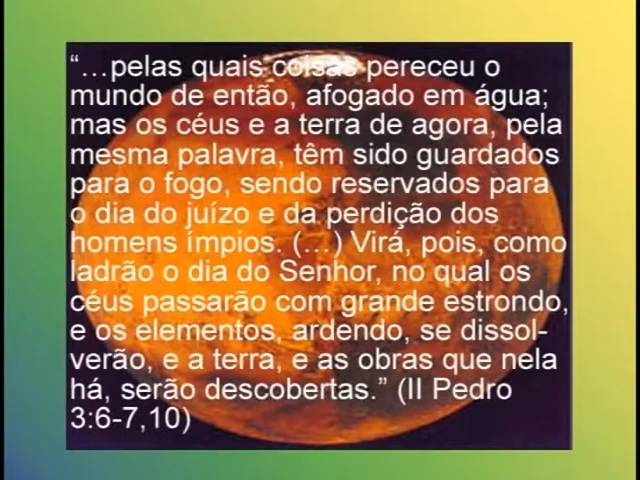 “…pelas quais coisas pereceu o
mundo de então, afogado em água;
mas os céus e a terra de agora, pela
mesma palavra, têm sido guardados
para o fogo, sendo reservados para
o dia do juízo e da perdição dos
homens ímpios. (…) Virá, pois, como
ladrão o dia do Senhor, no qual os
céus passarão com grande estrondo,
e os elementos, ardendo, se dissol-
verão, e a terra, e as obras que nela
há, serão descobertas.” (II Pedro
3:6-7,10)